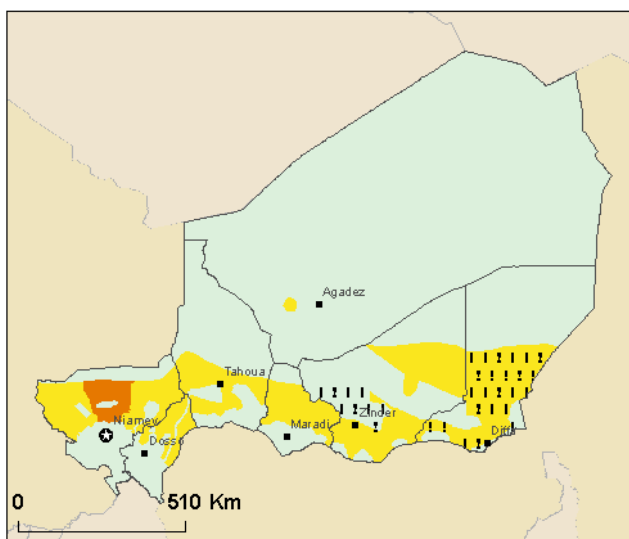 Agadez
Tahoua
Zinder
Niamey
Maradi
Diffa
Dosso
0 510 Km